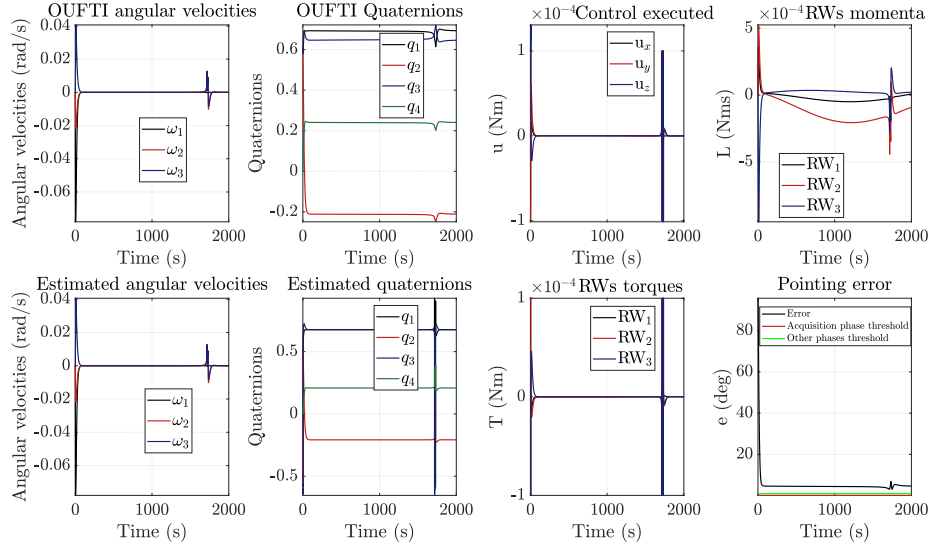 OUFTI angular velocities
Angular velocities (rad/s)
0.04
0.02
0
-0.02
-0.04
-0.06
ω1
ω2
ω3
0
1000
2000
Time (s)
OUFTI Quaternions
Quaternions
0.6
0.4
0.2
0
-0.2
q1
q2
q3
q4
0
1000
2000
Time (s)
×10-4 Control executed
u (Nm)
1
0
-1
ux
uy
uz
0
1000
2000
Time (s)
×10-4 RWs momenta
L (Nms)
5
0
-5
RW1
RW2
RW3
0
1000
2000
Time (s)
Estimated angular velocities
Angular velocities (rad/s)
0.04
0.02
0
-0.02
-0.04
-0.06
ω1
ω2
ω3
0
1000
2000
Time (s)
Estimated quaternions
Quaternions
0.5
0
-0.5
q1
q2
q3
q4
0
1000
2000
Time (s)
×10-4 RWs torques
T (Nm)
1
0
-1
RW1
RW2
RW3
0
1000
2000
Time (s)
Pointing error
e (deg)
80
60
40
20
Error
Acquisition phase threshold
Other phases threshold
0
1000
2000
Time (s)